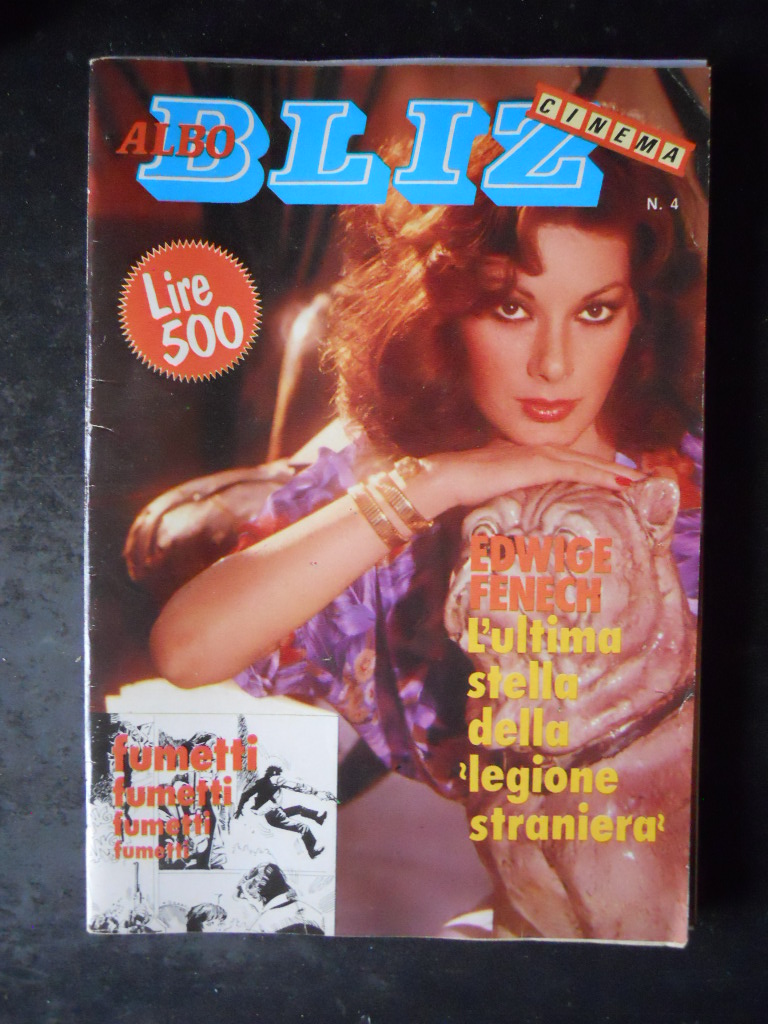 ALBO BLIZ
CINEMA
N. 4
Lire
500
EDWIGE
FENECH
L'ultima
stella
della
"legione
straniera"
fumetti
fumetti
fumetti
fumetti